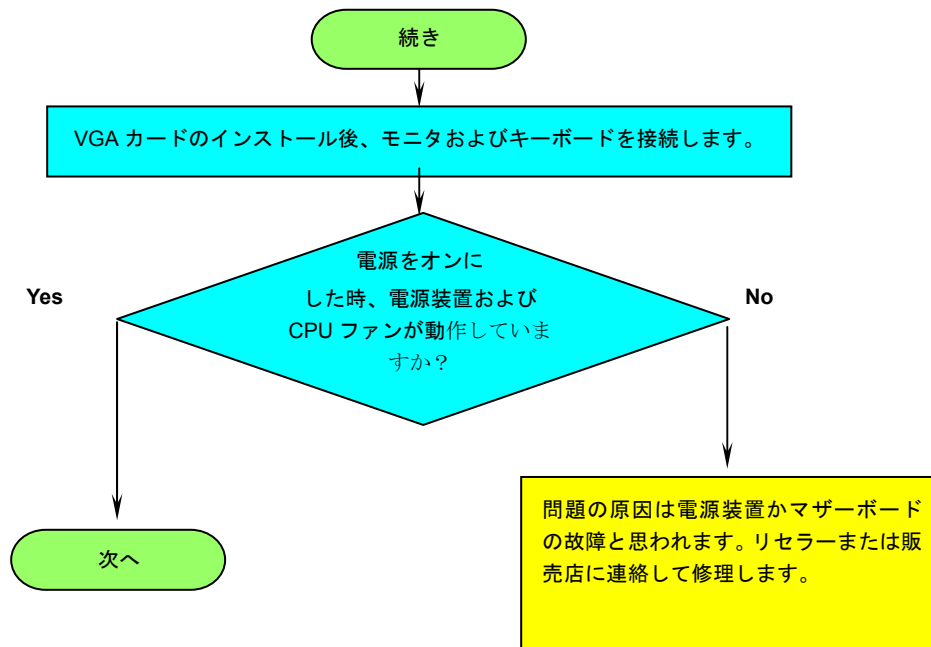 続き
VGA カードのインストール後、モニタおよびキーボードを接続します。
電源をオンに
した時、電源装置および
CPU ファンが動作していま
すか？
Yes
No
次へ
問題の原因は電源装置かマザーボード
の故障と思われます。リセラーまたは販
売店に連絡して修理します。